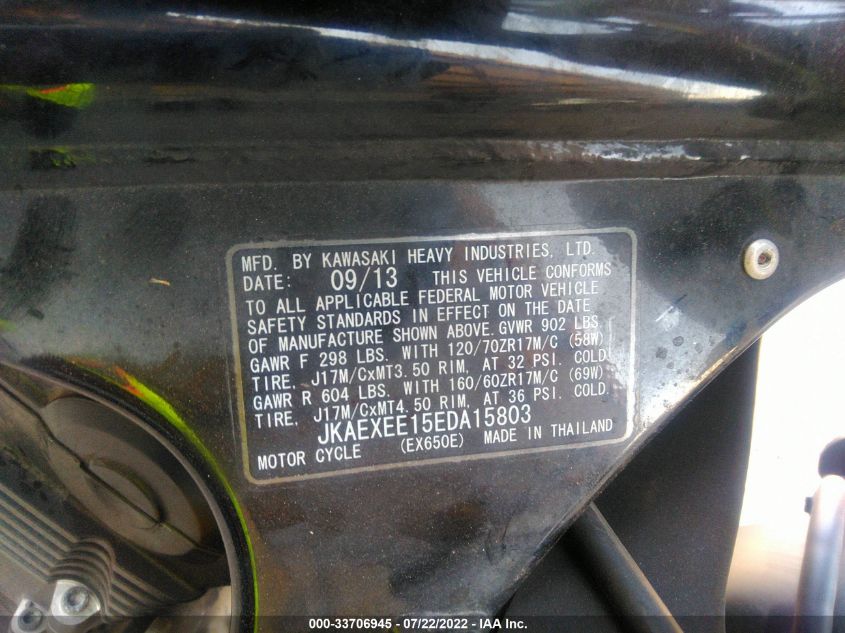 MFD. BY KAWASAKI HEAVY INDUSTRIES, LTD.
DATE: 09/13 THIS VEHICLE CONFORMS
TO ALL APPLICABLE FEDERAL MOTOR VEHICLE
SAFETY STANDARDS IN EFFECT ON THE DATE
OF MANUFACTURE SHOWN ABOVE. GVWR 902 LBS.
GAWR F 298 LBS. WITH 120/70ZR17M/C (58W)
TIRE, J17M/CxMT3.50 RIM, AT 32 PSI. COLD
GAWR R 604 LBS. WITH 160/60ZR17M/C (69W)
TIRE, J17M/CxMT4.50 RIM, AT 36 PSI. COLD.
JKAEXEE15EDA15803
MOTOR CYCLE (EX650E) MADE IN THAILAND
000-33706945 - 07/22/2022 - IAA Inc.